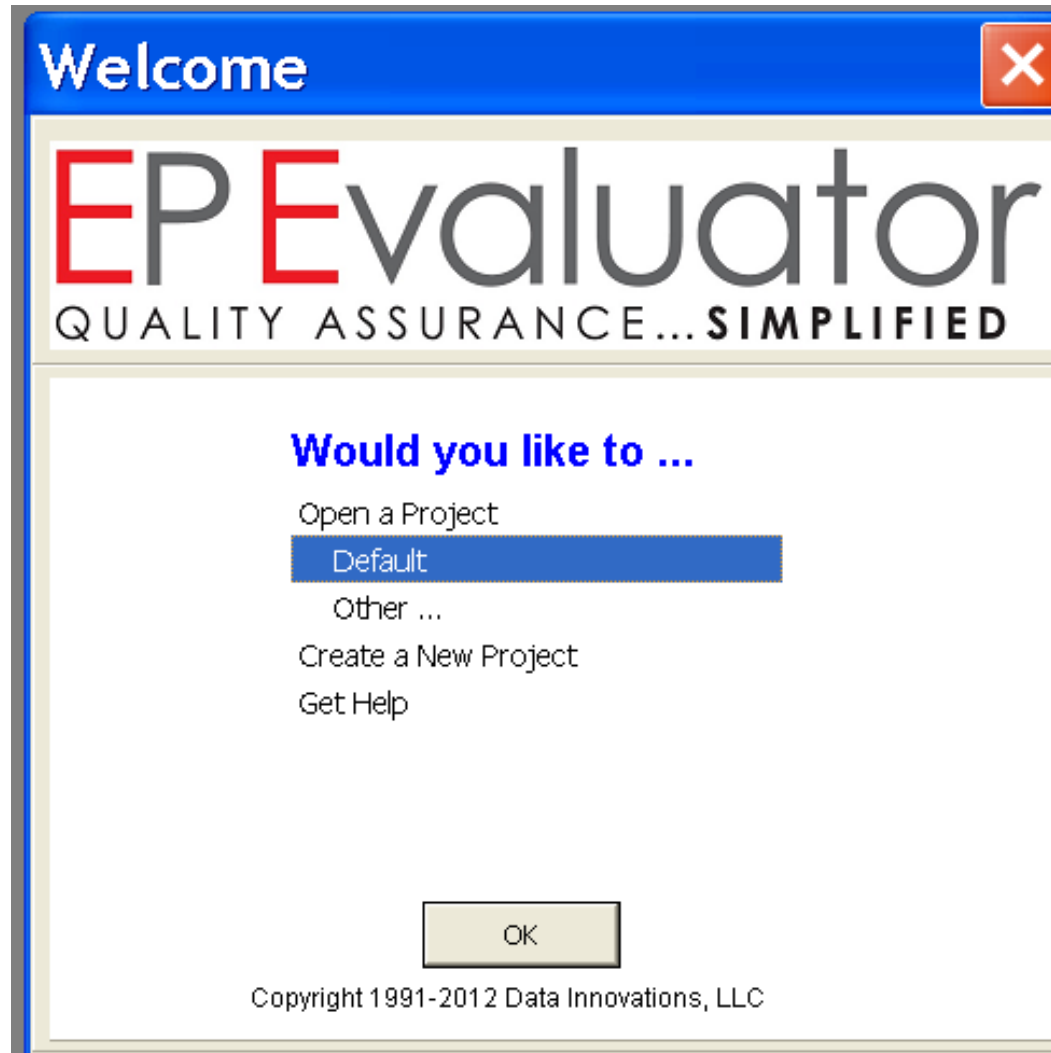 Welcome
EP Evaluator
QUALITY ASSURANCE...SIMPLIFIED
Would you like to ...
Open a Project
Default
Other ...
Create a New Project
Get Help
OK
Copyright 1991-2012 Data Innovations, LLC